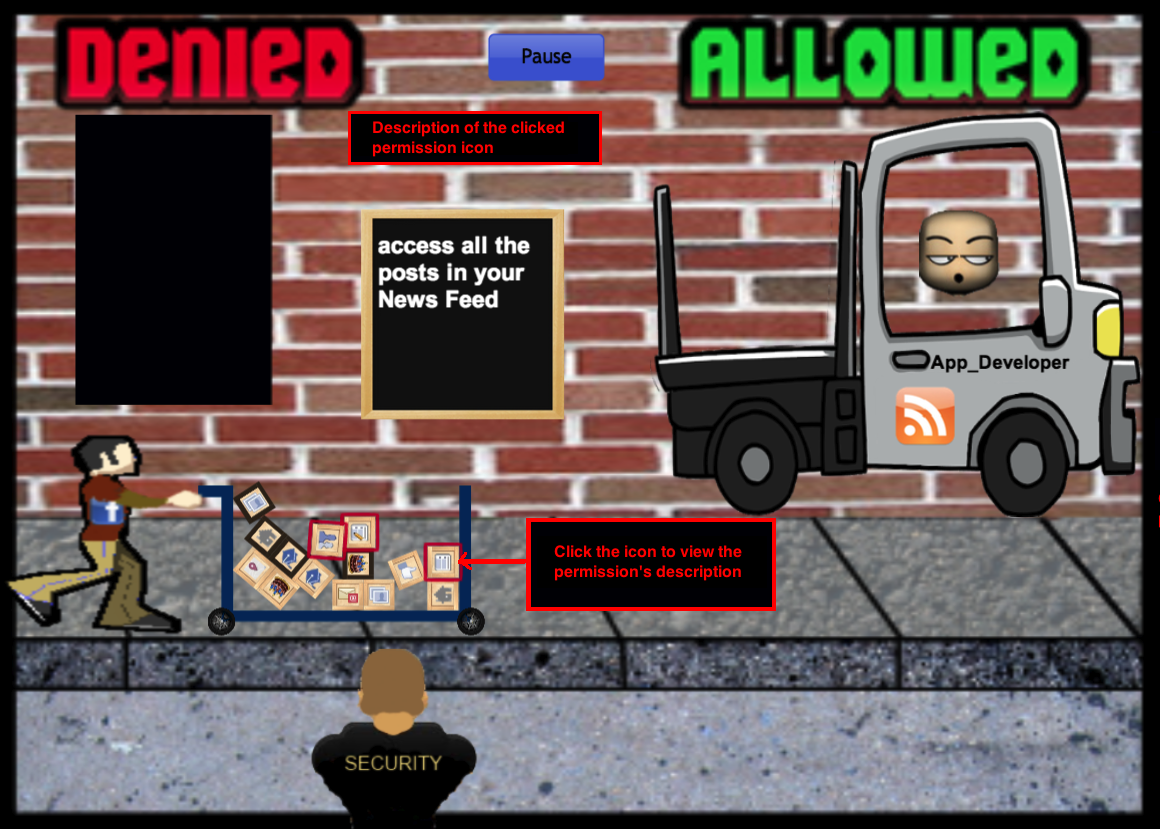 DENIED
Pause
ALLOWED
Description of the clicked
permission icon
access all the
posts in your
News Feed
App_Developer
Click the icon to view the
permission's description
SECURITY